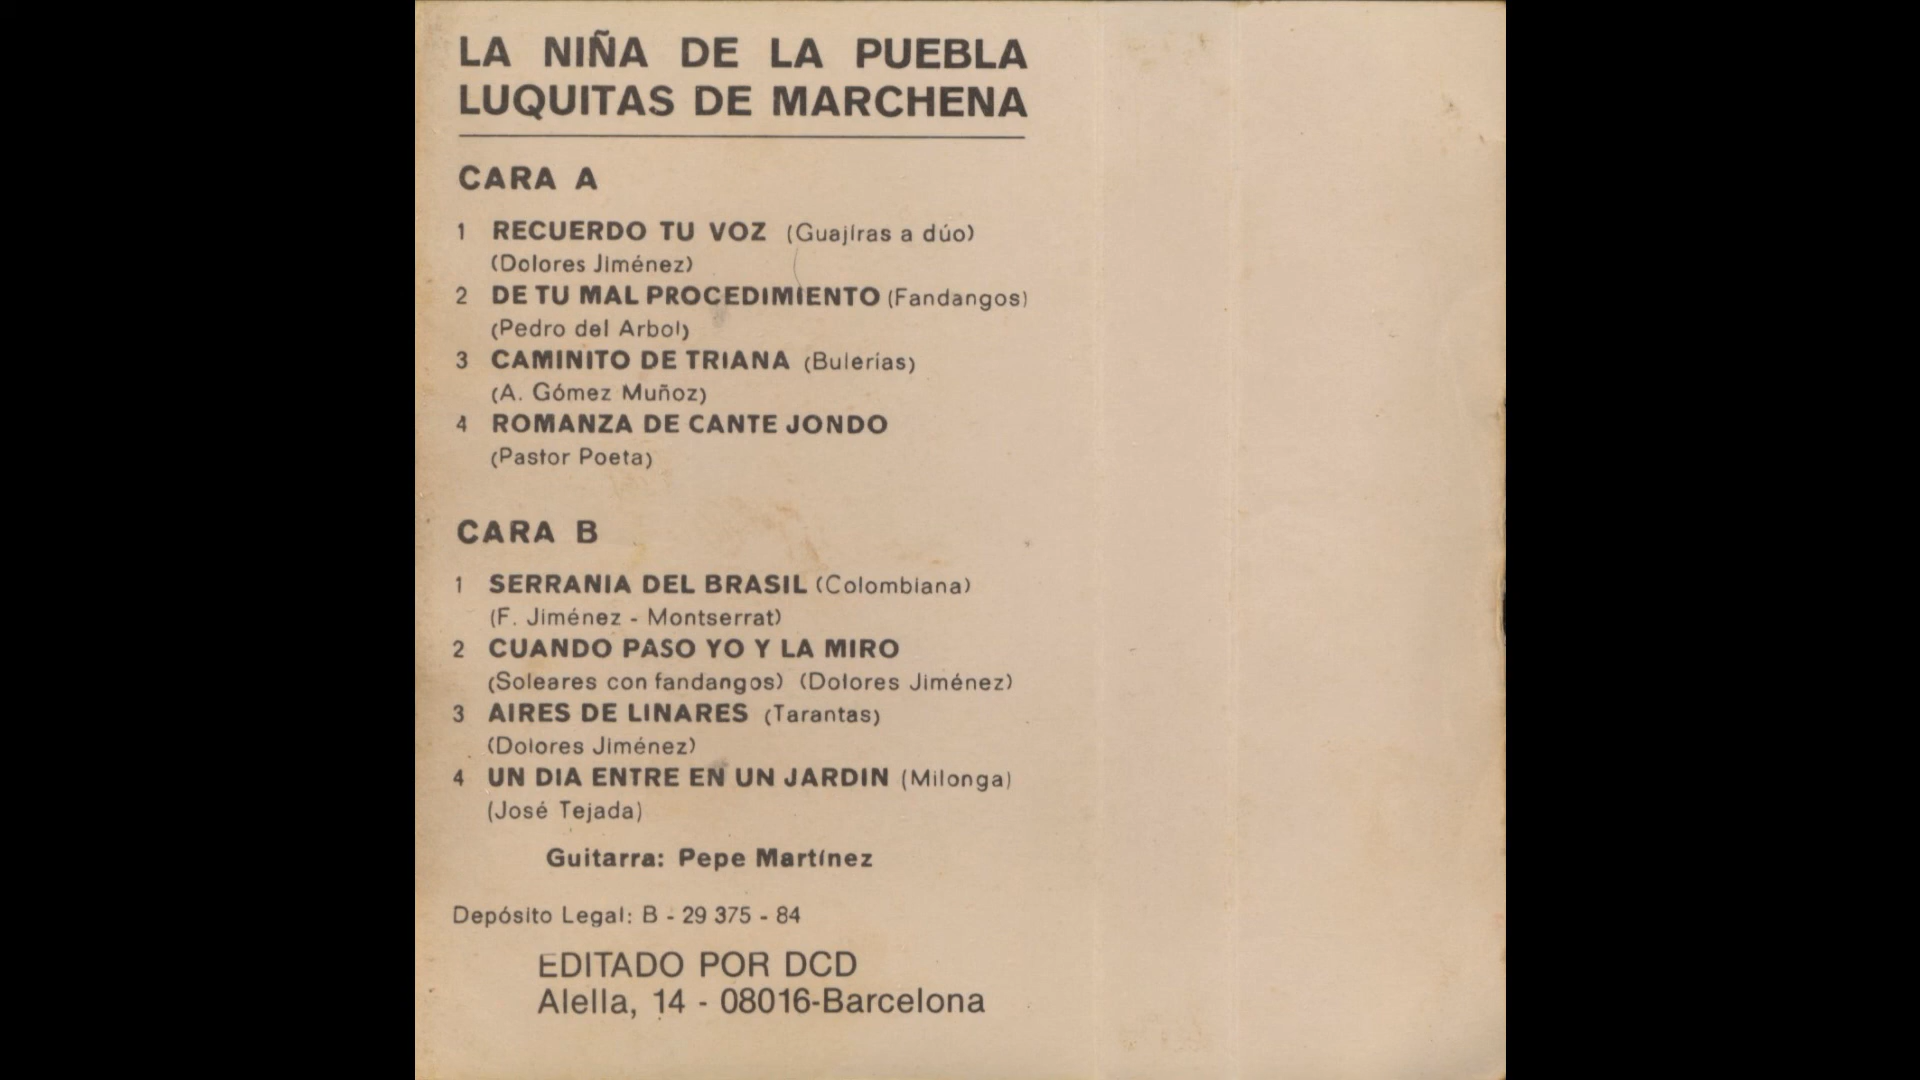 LA NIÑA DE LA PUEBLA
LUQUITAS DE MARCHENA
CARA A
1 RECUERDO TU VOZ (Guajíras a dúo)
(Dolores Jiménez)
2 DE TU MAL PROCEDIMIENTO (Fandangos)
(Pedro del Arbol)
3 CAMINITO DE TRIANA (Bulerías)
(A. Gómez Muñoz)
4 ROMANZA DE CANTE JONDO
(Pastor Poeta)
CARA B
1 SERRANIA DEL BRASIL (Colombiana)
(F. Jiménez - Montserrat)
2 CUANDO PASO YO Y LA MIRO
(Soleares con fandangos) (Dolores Jiménez)
3 AIRES DE LINARES (Tarantas)
(Dolores Jiménez)
4 UN DIA ENTRE EN UN JARDIN (Milonga)
(José Tejada)
Guitarra: Pepe Martínez
Depósito Legal: B - 29 375 - 84
EDITADO POR DCD
Alella, 14 - 08016-Barcelona